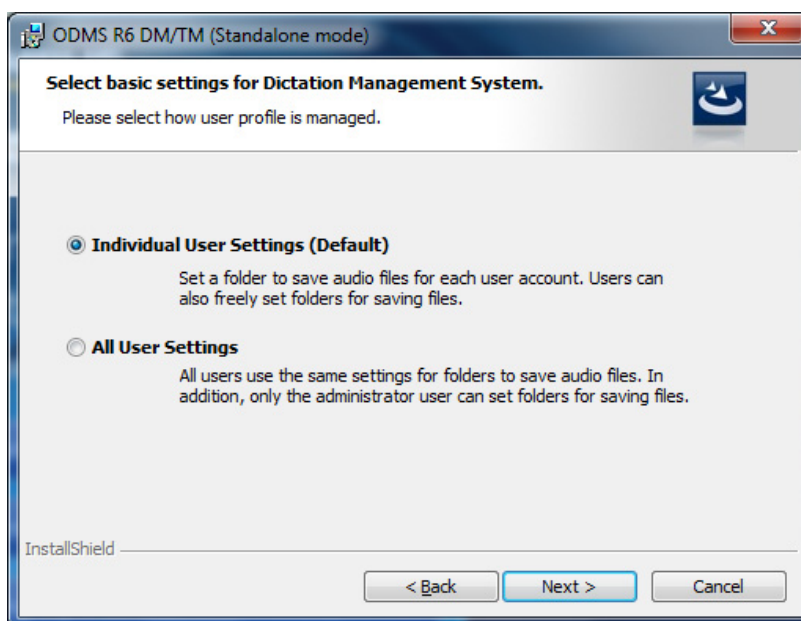 ODMS R6 DM/TM (Standalone mode)
Select basic settings for Dictation Management System.
Please select how user profile is managed.
Individual User Settings (Default)
Set a folder to save audio files for each user account. Users can
also freely set folders for saving files.
All User Settings
All users use the same settings for folders to save audio files. In
addition, only the administrator user can set folders for saving files.
InstallShield
< Back
Next >
Cancel